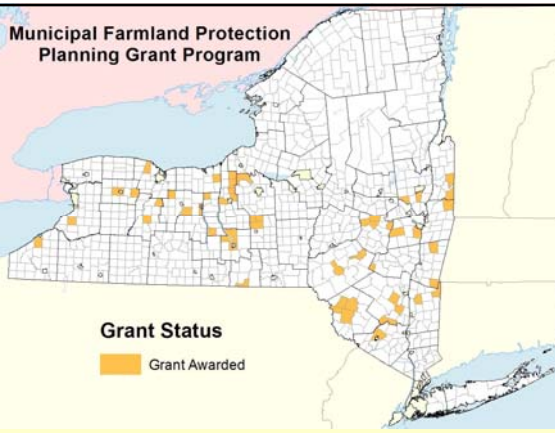 Municipal Farmland Protection
Planning Grant Program
Grant Status
Grant Awarded